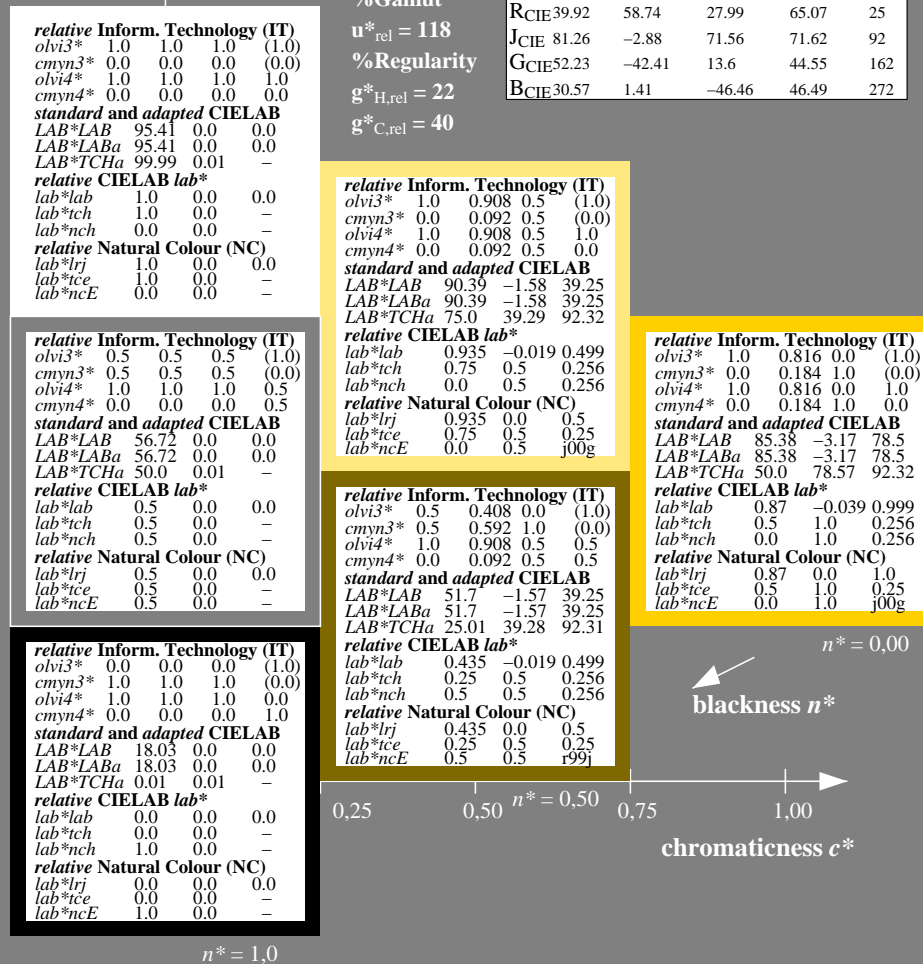 %Gamut
u*rel = 118
%Regularity
g*H,rel = 22
g*C,rel = 40
RCIE 39.92 58.74 27.99 65.07 25
JCIE 81.26 –2.88 71.56 71.62 92
GCIE 52.23 –42.41 13.6 44.55 162
BCIE 30.57 1.41 –46.46 46.49 272
relative Inform. Technology (IT)
olvi3* 1.0 1.0 1.0 (1.0)
cmyn3* 0.0 0.0 0.0 (0.0)
olvi4* 1.0 1.0 1.0 1.0
cmyn4* 0.0 0.0 0.0 0.0
standard and adapted CIELAB
LAB*LAB 95.41 0.0 0.0
LAB*LABa 95.41 0.0 0.0
LAB*TCHa 99.99 0.01 –
relative CIELAB lab*
lab*lab 1.0 0.0 0.0
lab*tch 1.0 0.0 –
lab*nch 0.0 0.0 –
relative Natural Colour (NC)
lab*lrj 1.0 0.0 0.0
lab*tce 1.0 0.0 –
lab*ncE 0.0 0.0 –
relative Inform. Technology (IT)
olvi3* 1.0 0.908 0.5 (1.0)
cmyn3* 0.0 0.092 0.5 (0.0)
olvi4* 1.0 0.908 0.5 1.0
cmyn4* 0.0 0.092 0.5 0.0
standard and adapted CIELAB
LAB*LAB 90.39 –1.58 39.25
LAB*LABa 90.39 –1.58 39.25
LAB*TCHa 75.0 39.29 92.32
relative CIELAB lab*
lab*lab 0.935 –0.019 0.499
lab*tch 0.75 0.5 0.256
lab*nch 0.0 0.5 0.256
relative Natural Colour (NC)
lab*lrj 0.935 0.0 0.5
lab*tce 0.75 0.5 0.25
lab*ncE 0.0 0.5 j00g
relative Inform. Technology (IT)
olvi3* 0.5 0.5 0.5 (1.0)
cmyn3* 0.5 0.5 0.5 (0.0)
olvi4* 1.0 1.0 1.0 0.5
cmyn4* 0.0 0.0 0.0 0.5
standard and adapted CIELAB
LAB*LAB 56.72 0.0 0.0
LAB*LABa 56.72 0.0 0.0
LAB*TCHa 50.0 0.01 –
relative CIELAB lab*
lab*lab 0.5 0.0 0.0
lab*tch 0.5 0.0 –
lab*nch 0.5 0.0 –
relative Natural Colour (NC)
lab*lrj 0.5 0.0 0.0
lab*tce 0.5 0.0 –
lab*ncE 0.5 0.0 –
relative Inform. Technology (IT)
olvi3* 1.0 0.816 0.0 (1.0)
cmyn3* 0.0 0.184 1.0 (0.0)
olvi4* 1.0 0.816 0.0 1.0
cmyn4* 0.0 0.184 1.0 0.0
standard and adapted CIELAB
LAB*LAB 85.38 –3.17 78.5
LAB*LABa 85.38 –3.17 78.5
LAB*TCHa 50.0 78.57 92.32
relative CIELAB lab*
lab*lab 0.87 –0.039 0.999
lab*tch 0.5 1.0 0.256
lab*nch 0.0 1.0 0.256
relative Natural Colour (NC)
lab*lrj 0.87 0.0 1.0
lab*tce 0.5 1.0 0.25
lab*ncE 0.0 1.0 j00g
relative Inform. Technology (IT)
olvi3* 0.5 0.408 0.0 (1.0)
cmyn3* 0.5 0.592 1.0 (0.0)
olvi4* 1.0 0.908 0.5 0.5
cmyn4* 0.0 0.092 0.5 0.5
standard and adapted CIELAB
LAB*LAB 51.7 –1.57 39.25
LAB*LABa 51.7 –1.57 39.25
LAB*TCHa 25.01 39.28 92.31
relative CIELAB lab*
lab*lab 0.435 –0.019 0.499
lab*tch 0.25 0.5 0.256
lab*nch 0.5 0.5 0.256
relative Natural Colour (NC)
lab*lrj 0.435 0.0 0.5
lab*tce 0.25 0.5 0.25
lab*ncE 0.5 0.5 r99j
relative Inform. Technology (IT)
olvi3* 0.0 0.0 0.0 (1.0)
cmyn3* 1.0 1.0 1.0 (0.0)
olvi4* 1.0 1.0 1.0 0.0
cmyn4* 0.0 0.0 0.0 1.0
standard and adapted CIELAB
LAB*LAB 18.03 0.0 0.0
LAB*LABa 18.03 0.0 0.0
LAB*TCHa 0.01 0.01 –
relative CIELAB lab*
lab*lab 0.0 0.0 0.0
lab*tch 0.0 0.0 –
lab*nch 1.0 0.0 –
relative Natural Colour (NC)
lab*lrj 0.0 0.0 0.0
lab*tce 0.0 0.0 –
lab*ncE 1.0 0.0 –
n* = 0,00
blackness n*
0,25 0,50 n* = 0,50 0,75 1,00
chromaticness c*
n* = 1,0